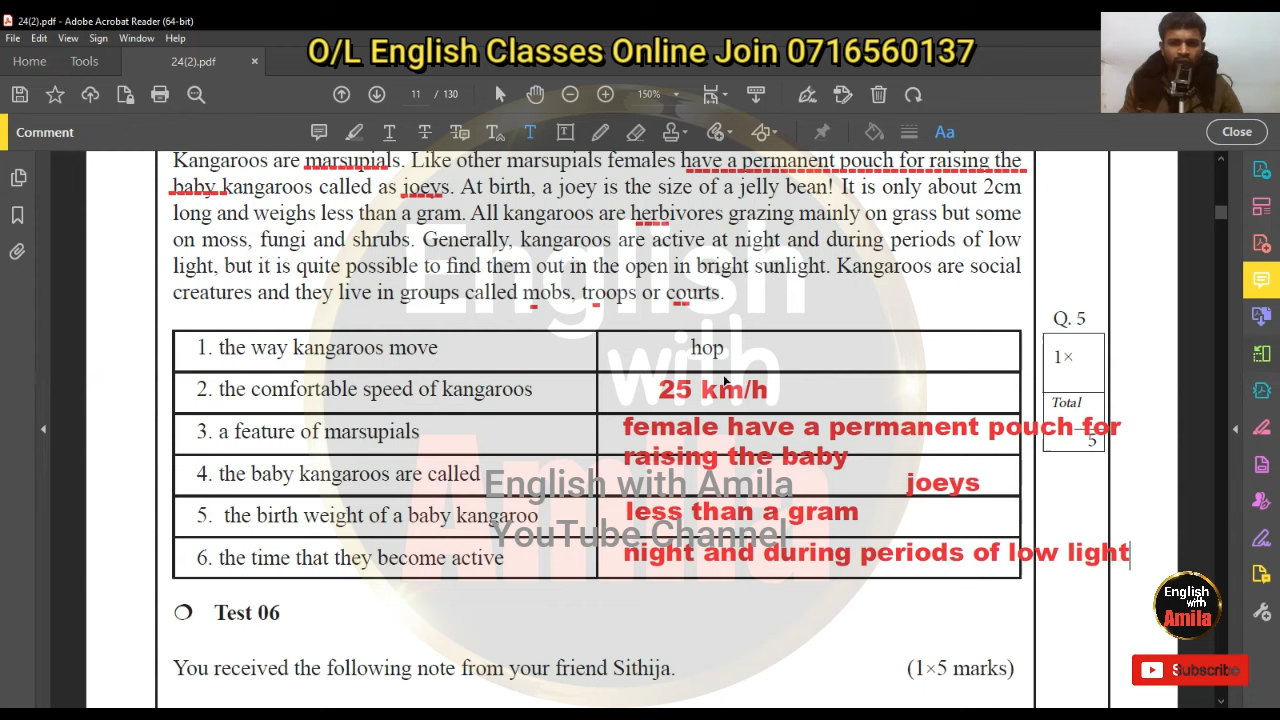 24(2).pdf - Adobe Acrobat Reader (64-bit)
O/L English Classes Online Join 0716560137
File Edit View Sign Window Help
Home Tools 24(2).pdf ×
11 / 130 150%
Comment Close
Kangaroos are marsupials. Like other marsupials females have a permanent pouch for raising the
baby kangaroos called as joeys. At birth, a joey is the size of a jelly bean! It is only about 2cm
long and weighs less than a gram. All kangaroos are herbivores grazing mainly on grass but some
on moss, fungi and shrubs. Generally, kangaroos are active at night and during periods of low
light, but it is quite possible to find them out in the open in bright sunlight. Kangaroos are social
creatures and they live in groups called mobs, troops or courts.
Q. 5
1. the way kangaroos move hop
1×
2. the comfortable speed of kangaroos 25 km/h
Total
5
3. a feature of marsupials female have a permanent pouch for
raising the baby
4. the baby kangaroos are called joeys
5. the birth weight of a baby kangaroo less than a gram
6. the time that they become active night and during periods of low light
English with Amila
English with Amila
YouTube Channel
Test 06
English with Amila
You received the following note from your friend Sithija. (1×5 marks)
Subscribe